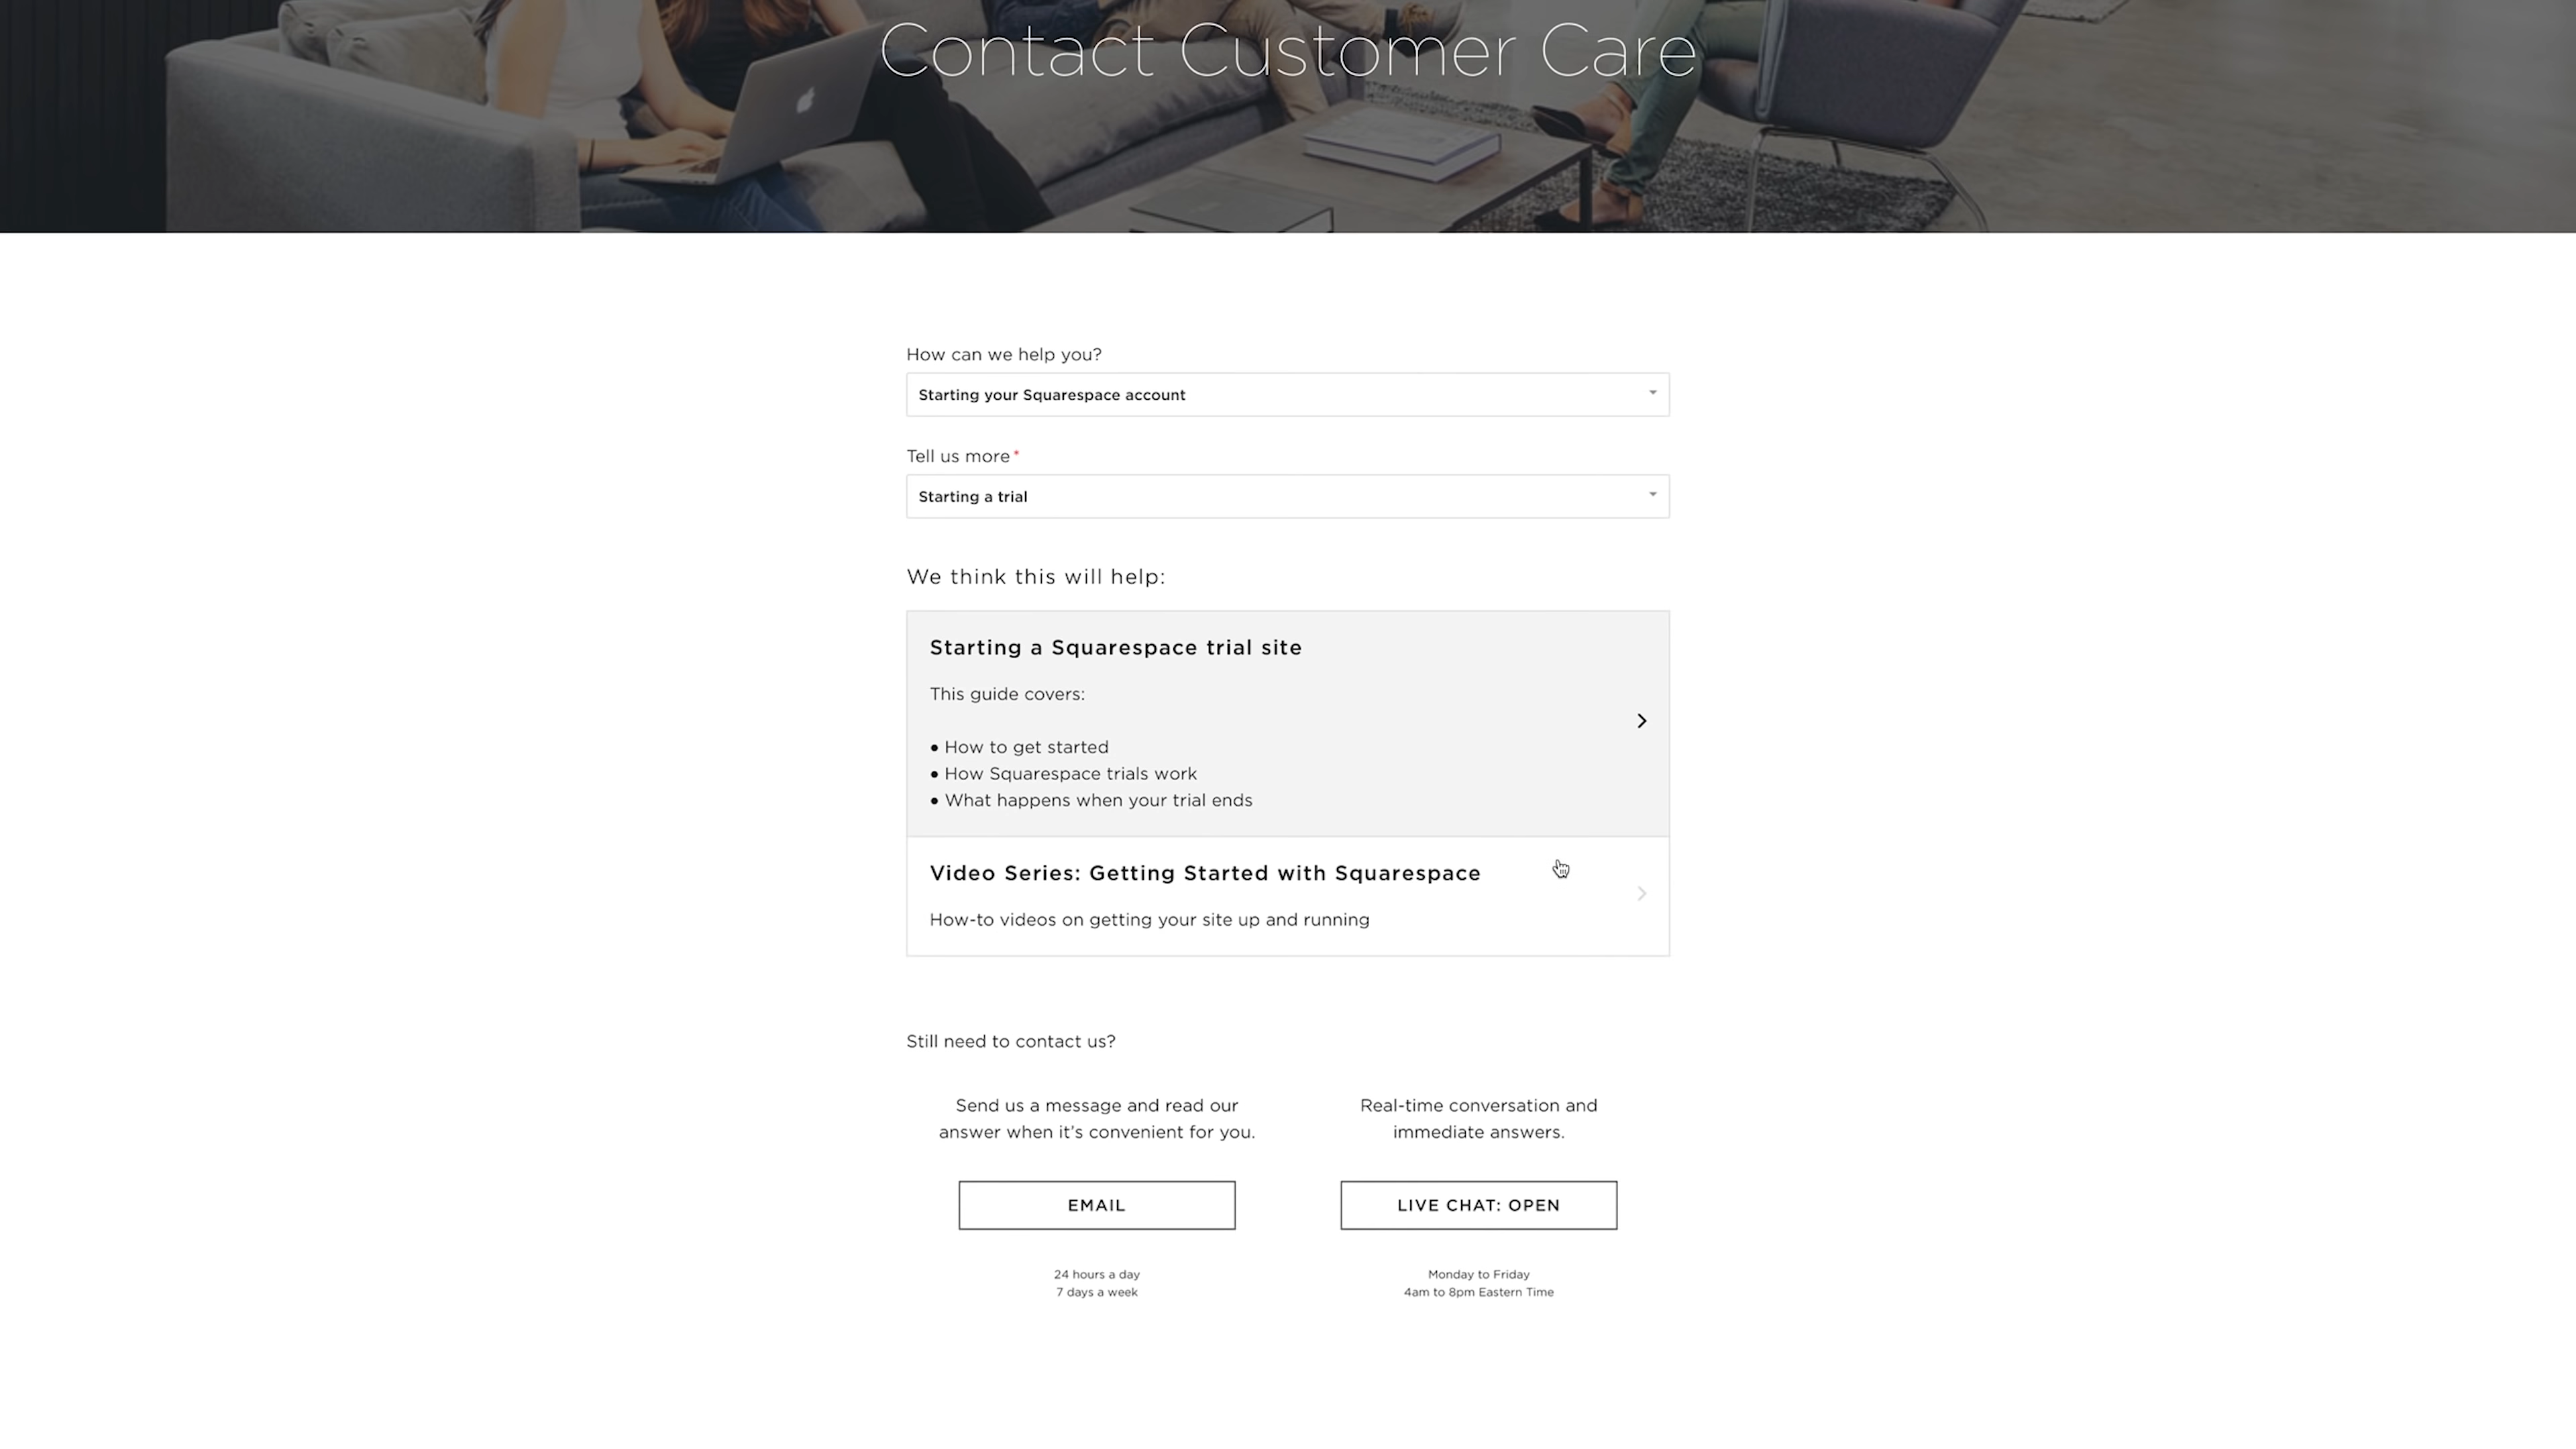 Contact Customer Care
How can we help you?
Starting your Squarespace account
Tell us more *
Starting a trial
We think this will help:
Starting a Squarespace trial site
This guide covers:
• How to get started
• How Squarespace trials work
• What happens when your trial ends
Video Series: Getting Started with Squarespace
How-to videos on getting your site up and running
Still need to contact us?
Send us a message and read our
answer when it’s convenient for you.
EMAIL
24 hours a day
7 days a week
Real-time conversation and
immediate answers.
LIVE CHAT: OPEN
Monday to Friday
4am to 8pm Eastern Time